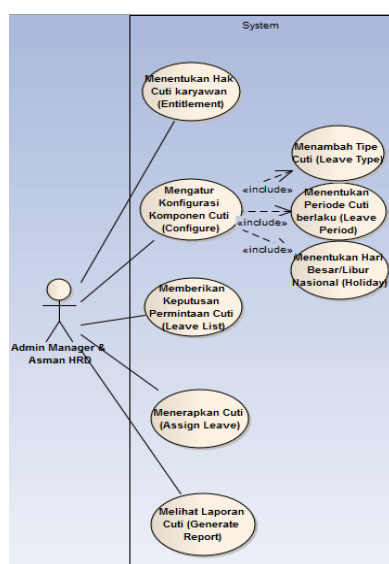 System
Menentukan Hak
Cuti karyawan
(Entitlement)
Mengatur
Konfigurasi
Komponen Cuti
(Configure)
«include»
«include»
«include»
Menambah Tipe
Cuti (Leave Type)
Menentukan
Periode Cuti
berlaku (Leave
Period)
Menentukan Hari
Besar/Libur
Nasional (Holiday)
Memberikan
Keputusan
Permintaan Cuti
(Leave List)
Admin Manager &
Asman HRD
Menerapkan Cuti
(Assign Leave)
Melihat Laporan
Cuti (Generate
Report)